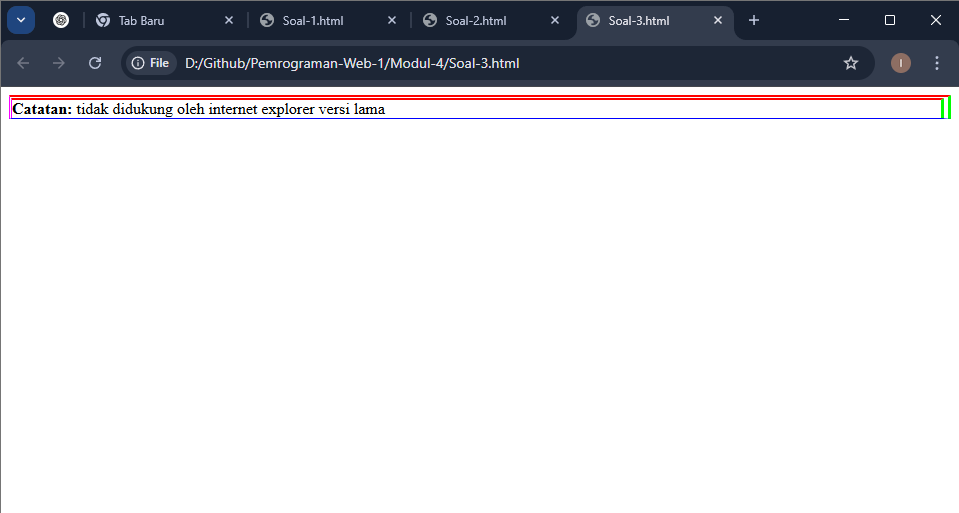 Tab Baru
Soal-1.html
Soal-2.html
Soal-3.html
File
D:/Github/Pemrograman-Web-1/Modul-4/Soal-3.html
I
Catatan: tidak didukung oleh internet explorer versi lama